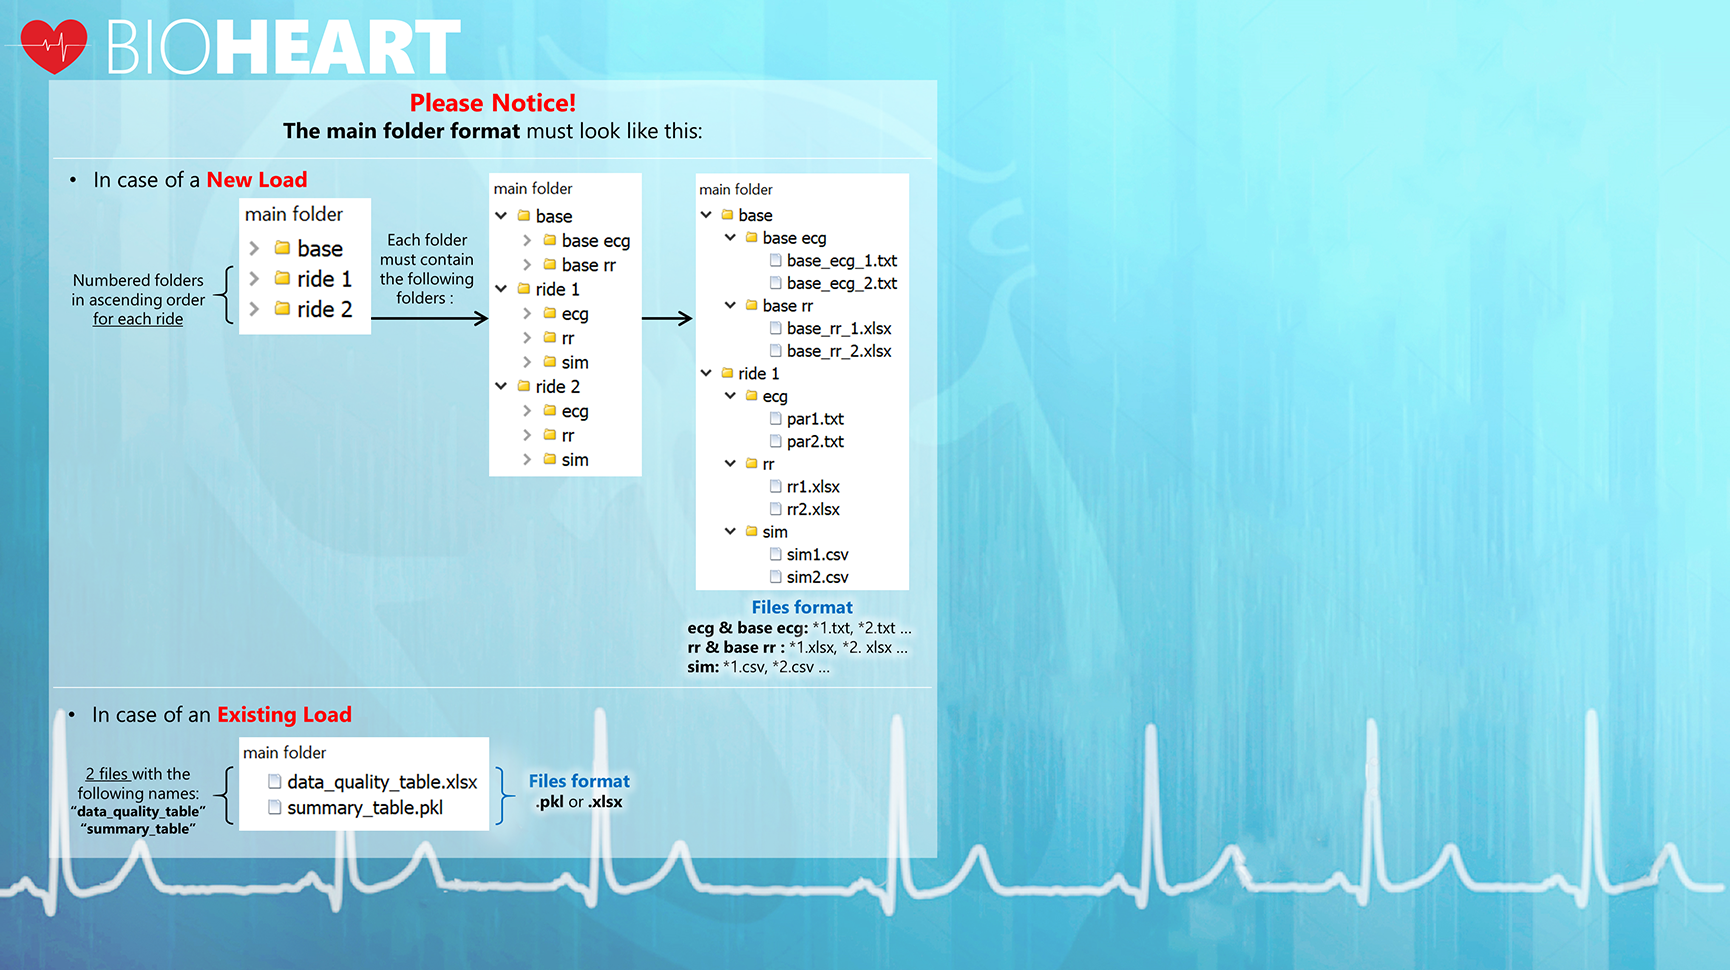 BIOHEART
Please Notice!
The main folder format must look like this:
• In case of a New Load
main folder
base
ride 1
ride 2
Numbered folders
in ascending order
for each ride
Each folder
must contain
the following
folders :
main folder
base
base ecg
base rr
ride 1
ecg
rr
sim
ride 2
ecg
rr
sim
main folder
base
base ecg
base_ecg_1.txt
base_ecg_2.txt
base rr
base_rr_1.xlsx
base_rr_2.xlsx
ride 1
ecg
par1.txt
par2.txt
rr
rr1.xlsx
rr2.xlsx
sim
sim1.csv
sim2.csv
Files format
ecg & base ecg: *1.txt, *2.txt ...
rr & base rr : *1.xlsx, *2. xlsx ...
sim: *1.csv, *2.csv ...
• In case of an Existing Load
2 files with the
following names:
“data_quality_table”
“summary_table”
main folder
data_quality_table.xlsx
summary_table.pkl
Files format
.pkl or .xlsx